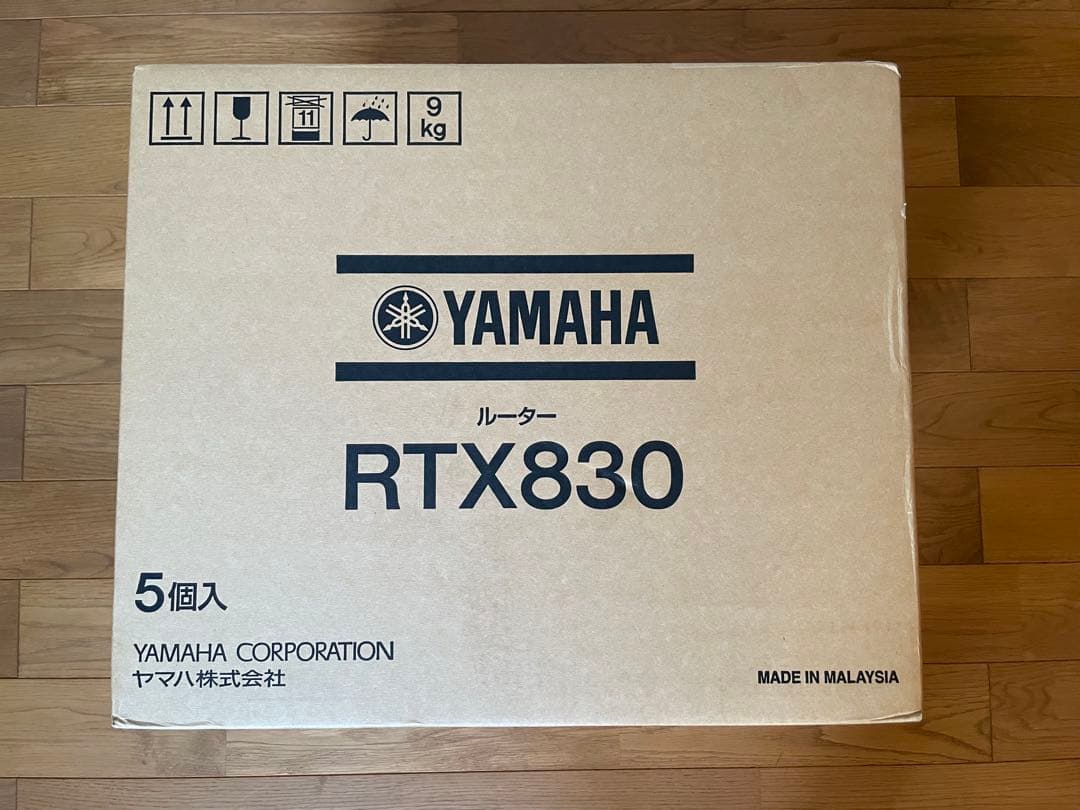 11
9
kg
YAMAHA
ルーター
RTX830
5個入
YAMAHA CORPORATION
ヤマハ株式会社
MADE IN MALAYSIA